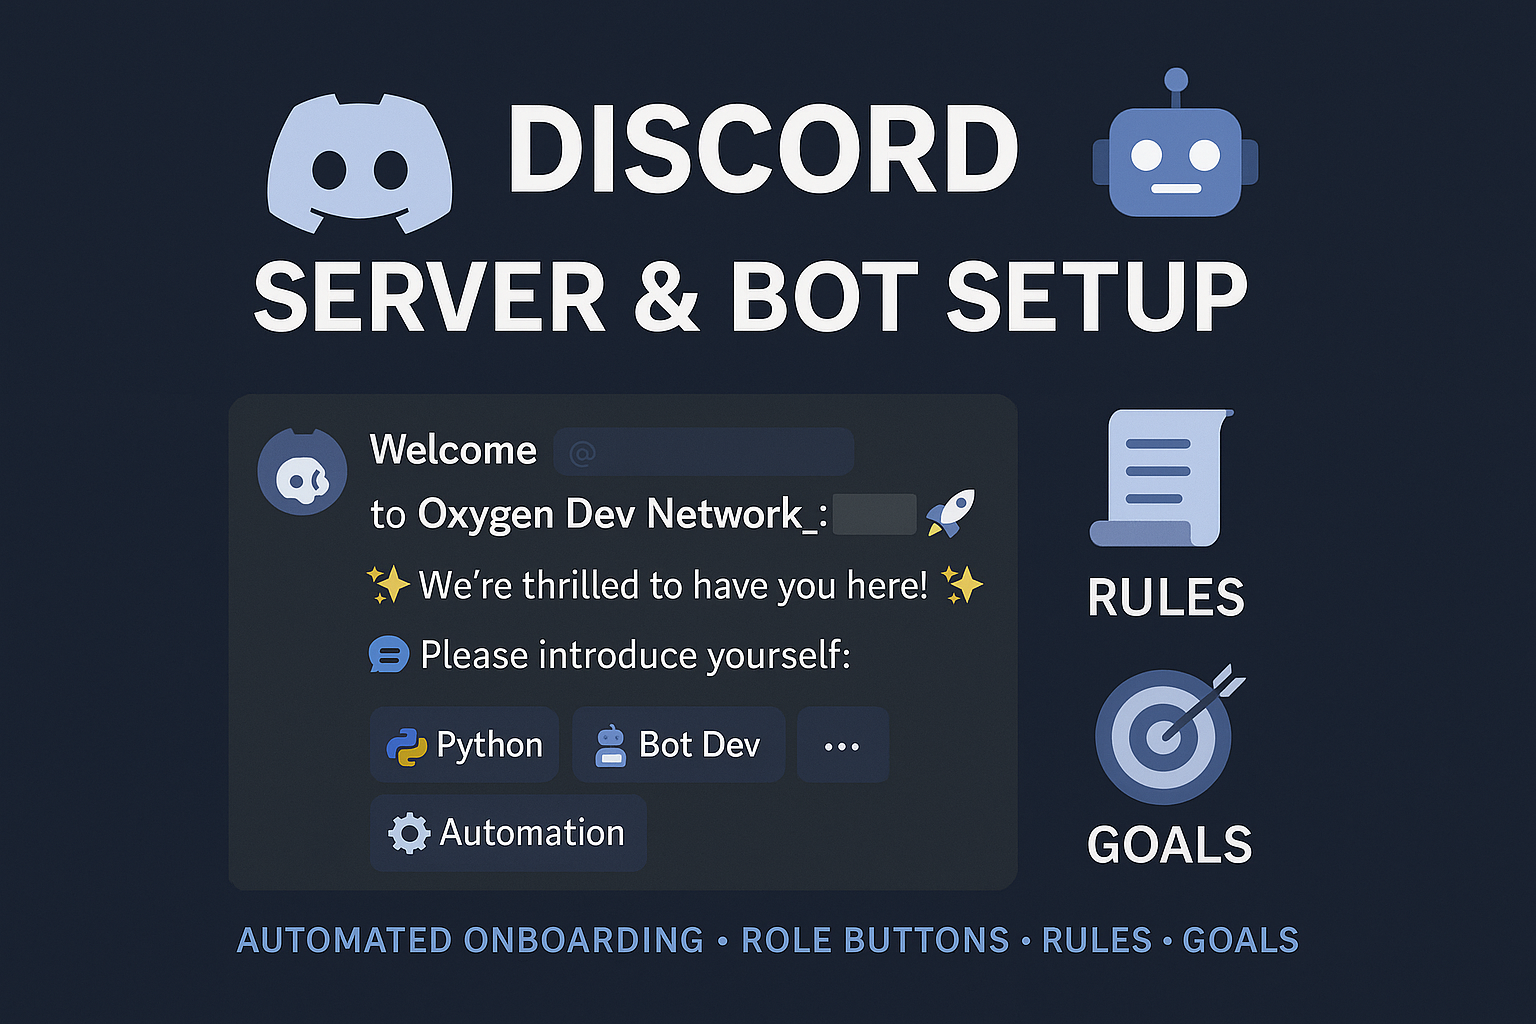 DISCORD
SERVER & BOT SETUP
Welcome @
to Oxygen Dev Network_:
We're thrilled to have you here!
Please introduce yourself:
Python Bot Dev ...
Automation
RULES
GOALS
AUTOMATED ONBOARDING • ROLE BUTTONS • RULES • GOALS